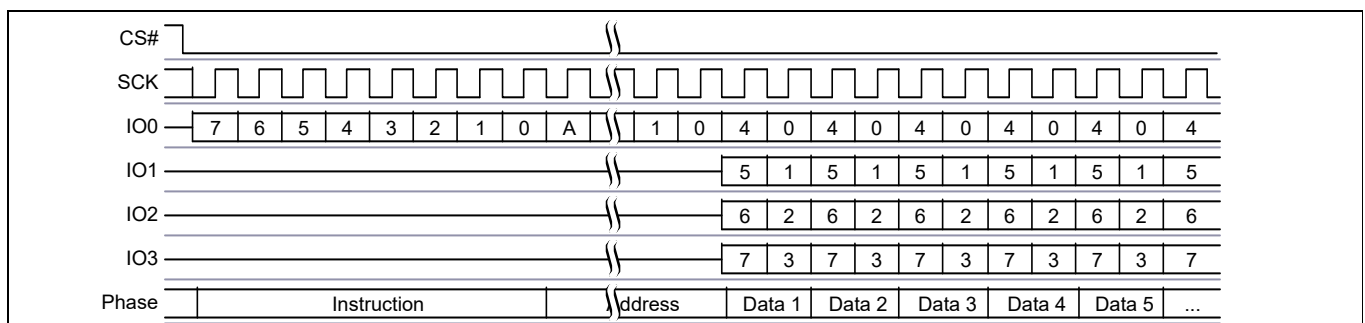 CS#
SCK
IO0 7 6 5 4 3 2 1 0 A 1 0 4 0 4 0 4 0 4 0 4 0 4
IO1 5 1 5 1 5 1 5 1 5 1 5
IO2 6 2 6 2 6 2 6 2 6 2 6
IO3 7 3 7 3 7 3 7 3 7 3 7
Phase Instruction Address Data 1 Data 2 Data 3 Data 4 Data 5 ...